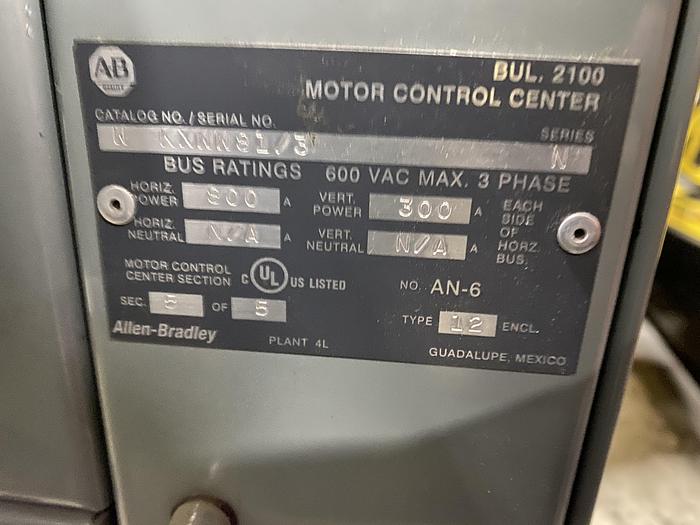 AB
BUL. 2100
MOTOR CONTROL CENTER
CATALOG NO. / SERIAL NO.
SERIES
N
N
BUS RATINGS 600 VAC MAX. 3 PHASE
HORIZ. POWER 800 A VERT. POWER 300 A EACH SIDE OF HORZ. BUS.
HORIZ. NEUTRAL N/A A VERT. NEUTRAL N/A A
MOTOR CONTROL CENTER SECTION C UL US LISTED NO. AN-6
SEC. 5 OF 5 TYPE 12 ENCL.
Allen-Bradley PLANT 4L GUADALUPE, MEXICO